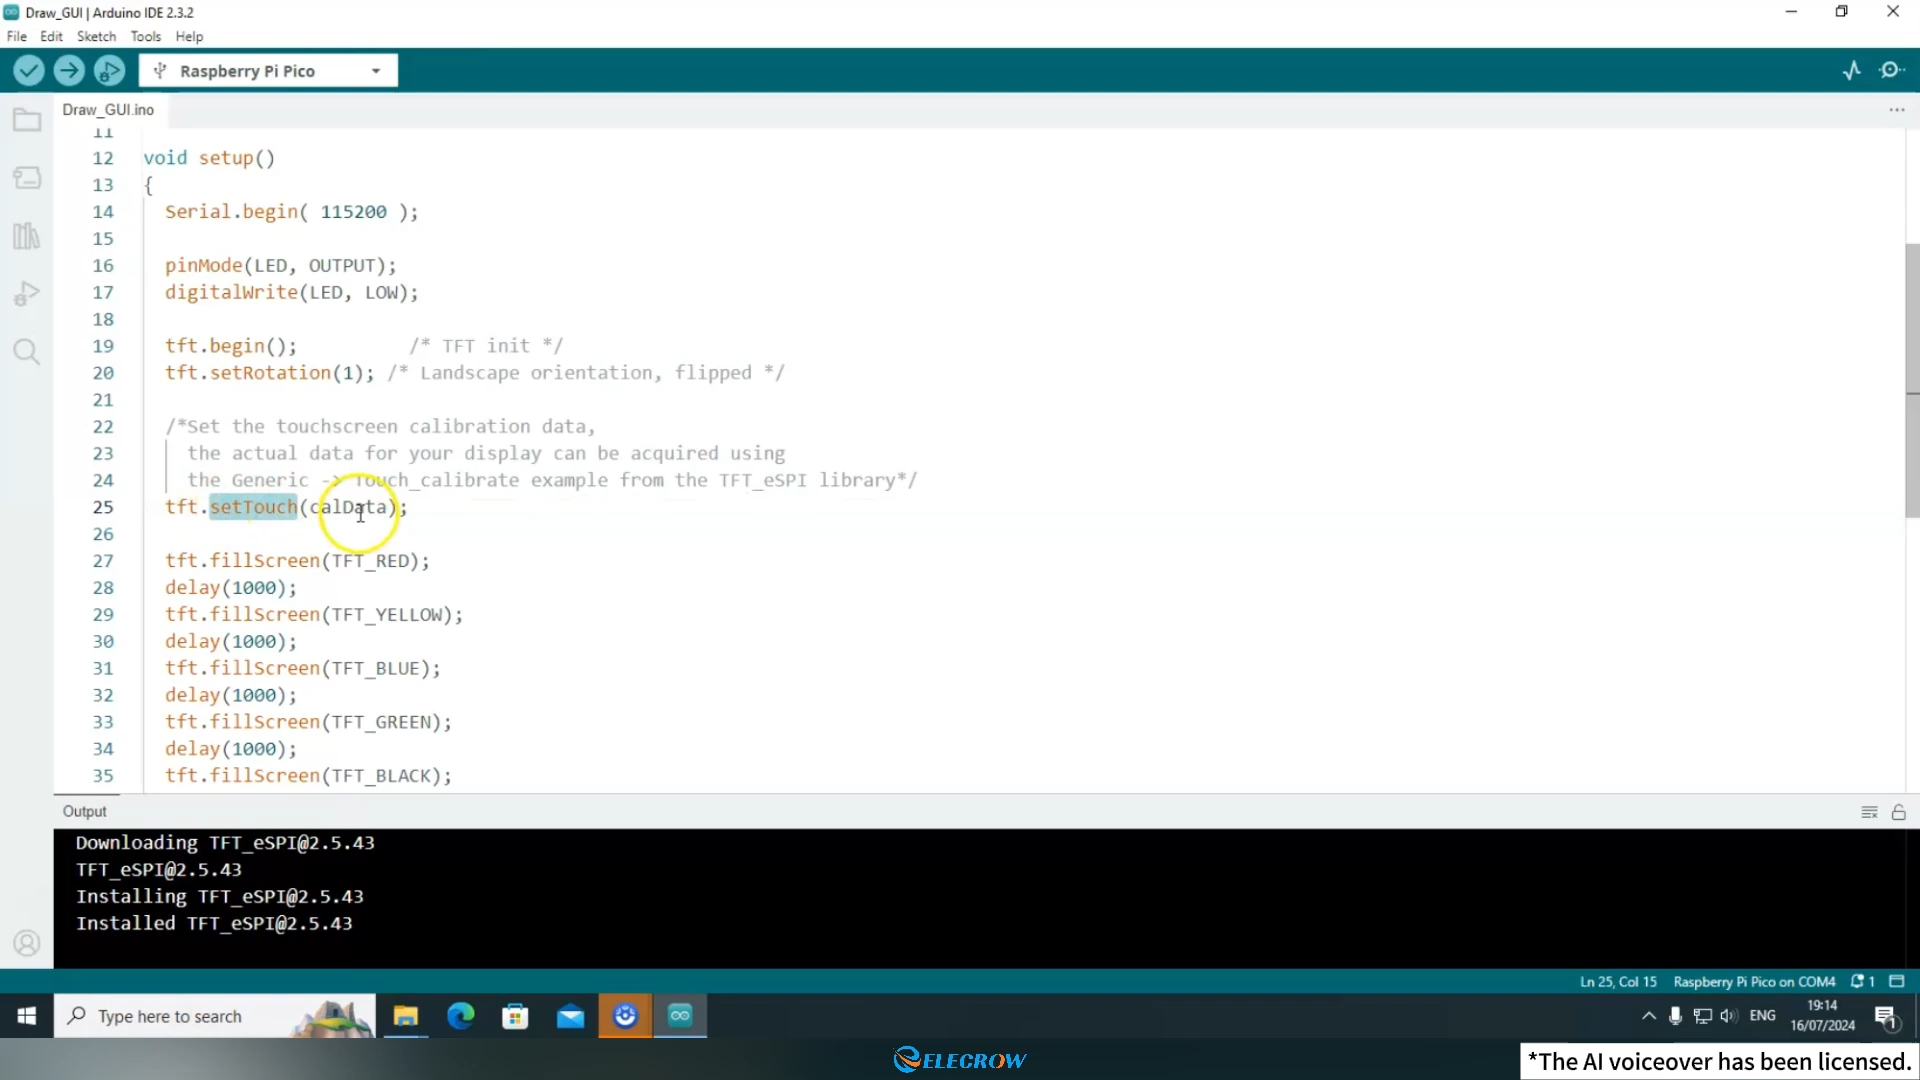 Draw_GUI | Arduino IDE 2.3.2
File Edit Sketch Tools Help
Raspberry Pi Pico
Draw_GUI.ino
11
12 void setup()
13 {
14 Serial.begin( 115200 );
15
16 pinMode(LED, OUTPUT);
17 digitalWrite(LED, LOW);
18
19 tft.begin(); /* TFT init */
20 tft.setRotation(1); /* Landscape orientation, flipped */
21
22 /*Set the touchscreen calibration data,
23 the actual data for your display can be acquired using
24 the Generic -> Touch_calibrate example from the TFT_eSPI library*/
25 tft.setTouch(calData);
26
27 tft.fillScreen(TFT_RED);
28 delay(1000);
29 tft.fillScreen(TFT_YELLOW);
30 delay(1000);
31 tft.fillScreen(TFT_BLUE);
32 delay(1000);
33 tft.fillScreen(TFT_GREEN);
34 delay(1000);
35 tft.fillScreen(TFT_BLACK);
Output
Downloading TFT_eSPI@2.5.43
TFT_eSPI@2.5.43
Installing TFT_eSPI@2.5.43
Installed TFT_eSPI@2.5.43
Ln 25, Col 15 Raspberry Pi Pico on COM4 1
Type here to search
ENG
19:14
16/07/2024
1
ELECROW
*The AI voiceover has been licensed.